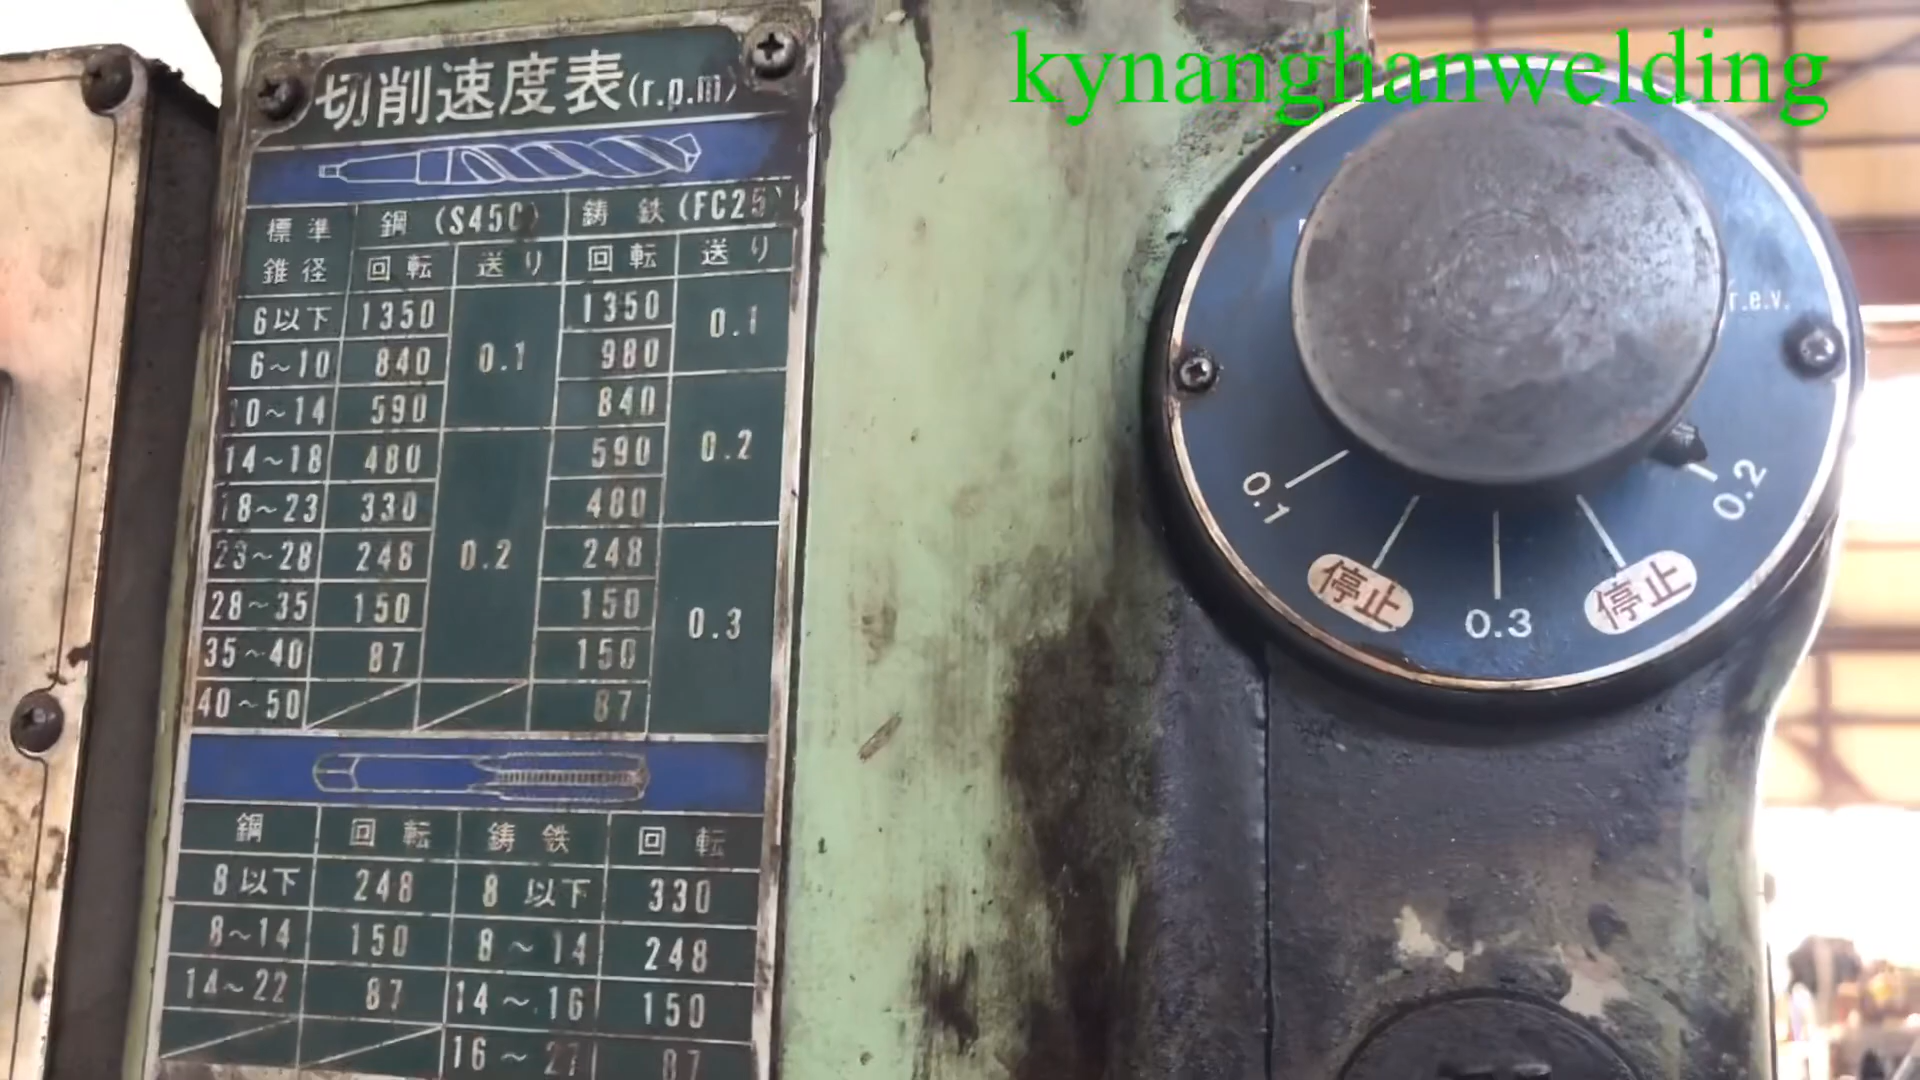 kynanghanwelding
切削速度表(r.p.m)
標準 鋼 (S45C) 鋳鉄 (FC25)
錐径 回転 送り 回転 送り
6以下 1350 0.1 1350 0.1
6~10 840 980
10~14 590 840 0.2
14~18 480 0.2 590
18~23 330 480
23~28 248 248 0.3
28~35 150 150
35~40 87 150
40~50 87
鋼 回転 鋳鉄 回転
8以下 248 8以下 330
8~14 150 8~14 248
14~22 87 14~16 150
16~27 87
r.e.v.
0.1 停止 0.3 停止 0.2